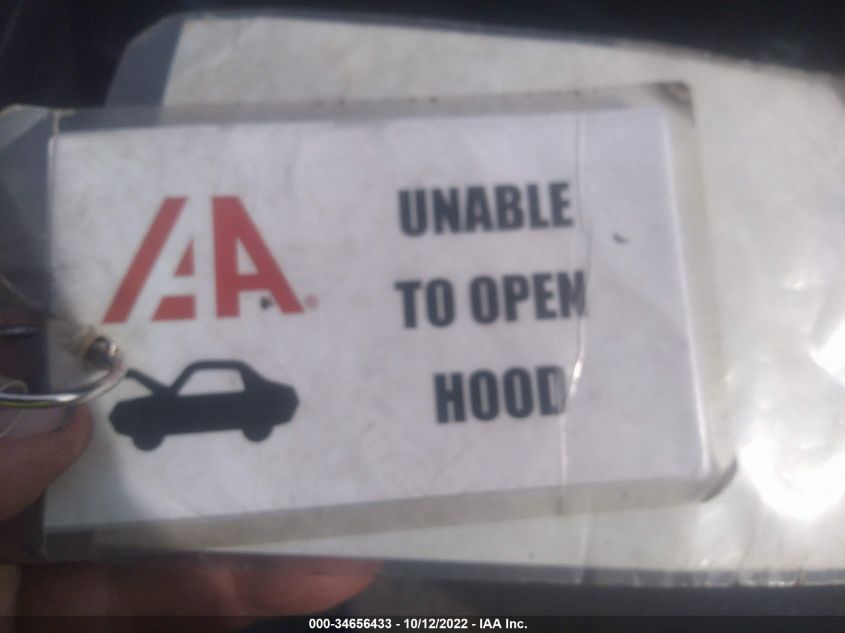 IAA®
UNABLE
TO OPEN
HOOD
000-34656433 - 10/12/2022 - IAA Inc.